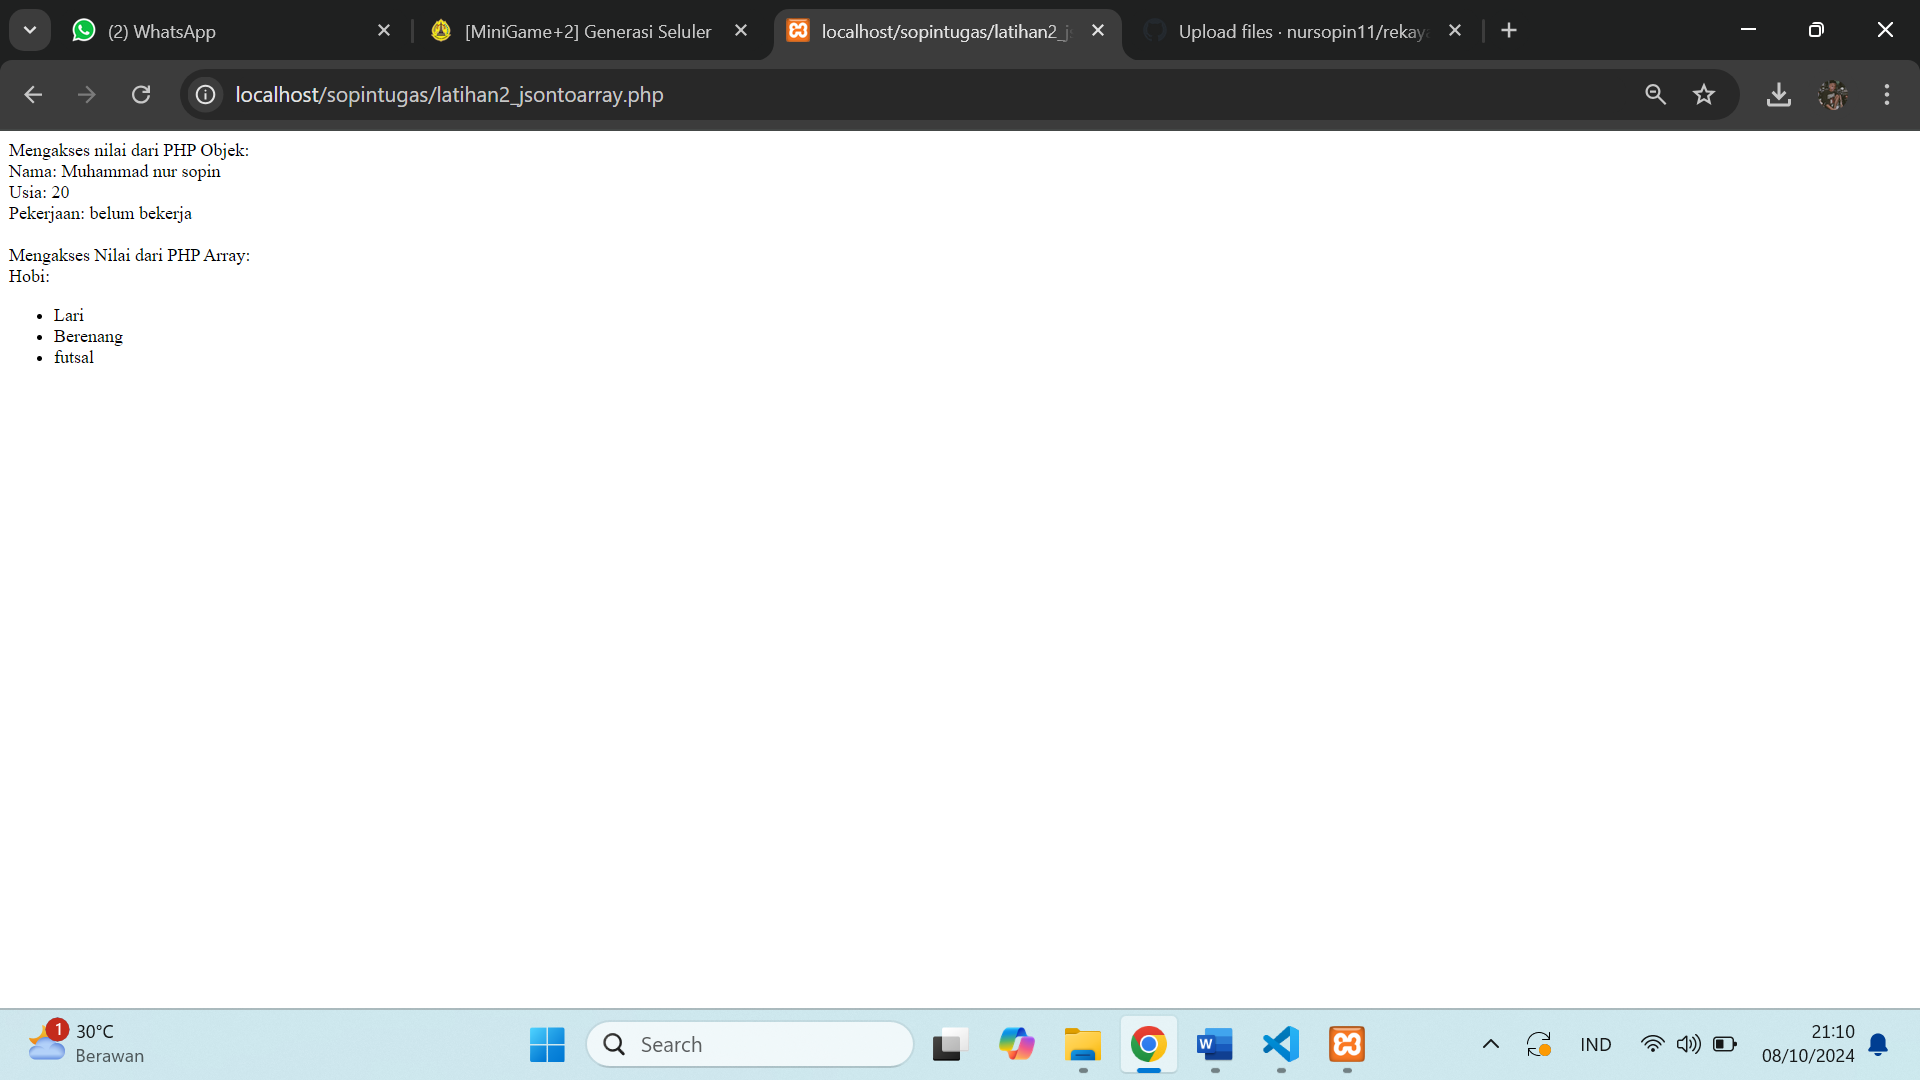 (2) WhatsApp
[MiniGame+2] Generasi Seluler
localhost/sopintugas/latihan2_j
Upload files · nursopin11/rekaya
localhost/sopintugas/latihan2_jsontoarray.php
Mengakses nilai dari PHP Objek:
Nama: Muhammad nur sopin
Usia: 20
Pekerjaan: belum bekerja
Mengakses Nilai dari PHP Array:
Hobi:
• Lari
• Berenang
• futsal
1
30°C
Berawan
Search
IND
21:10
08/10/2024